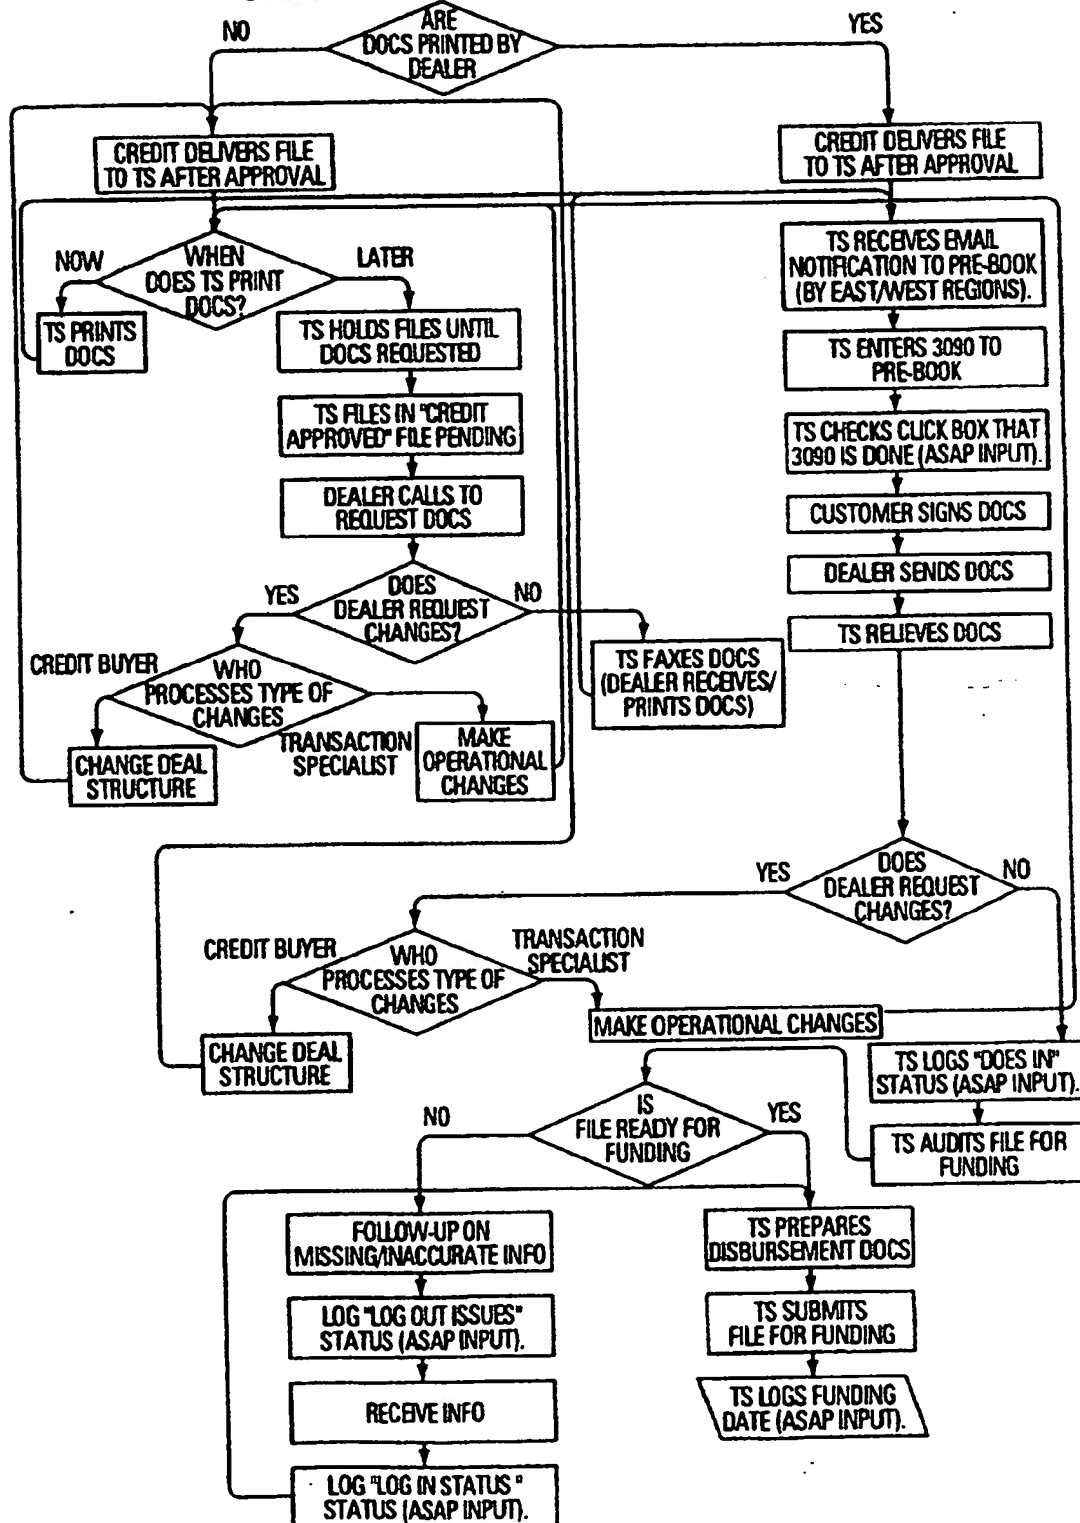 ARE
DOCS PRINTED BY
DEALER
NO
YES
CREDIT DELIVERS FILE
TO TS AFTER APPROVAL
WHEN
DOES TS PRINT
DOCS?
NOW
LATER
TS PRINTS
DOCS
TS HOLDS FILES UNTIL
DOCS REQUESTED
TS FILES IN "CREDIT
APPROVED" FILE PENDING
DEALER CALLS TO
REQUEST DOCS
DOES
DEALER REQUEST
CHANGES?
YES
NO
WHO
PROCESSES TYPE OF
CHANGES
CREDIT BUYER
TRANSACTION
SPECIALIST
CHANGE DEAL
STRUCTURE
MAKE
OPERATIONAL
CHANGES
TS FAXES DOCS
(DEALER RECEIVES/
PRINTS DOCS)
CREDIT DELIVERS FILE
TO TS AFTER APPROVAL
TS RECEIVES EMAIL
NOTIFICATION TO PRE-BOOK
(BY EAST/WEST REGIONS).
TS ENTERS 3090 TO
PRE-BOOK
TS CHECKS CLICK BOX THAT
3090 IS DONE (ASAP INPUT).
CUSTOMER SIGNS DOCS
DEALER SENDS DOCS
TS RELIEVES DOCS
DOES
DEALER REQUEST
CHANGES?
YES
NO
WHO
PROCESSES TYPE OF
CHANGES
CREDIT BUYER
TRANSACTION
SPECIALIST
CHANGE DEAL
STRUCTURE
MAKE OPERATIONAL CHANGES
TS LOGS "DOES IN"
STATUS (ASAP INPUT).
TS AUDITS FILE FOR
FUNDING
IS
FILE READY FOR
FUNDING
NO
YES
FOLLOW-UP ON
MISSING/INACCURATE INFO
LOG "LOG OUT ISSUES"
STATUS (ASAP INPUT).
RECEIVE INFO
LOG "LOG IN STATUS "
STATUS (ASAP INPUT).
TS PREPARES
DISBURSEMENT DOCS
TS SUBMITS
FILE FOR FUNDING
TS LOGS FUNDING
DATE (ASAP INPUT).